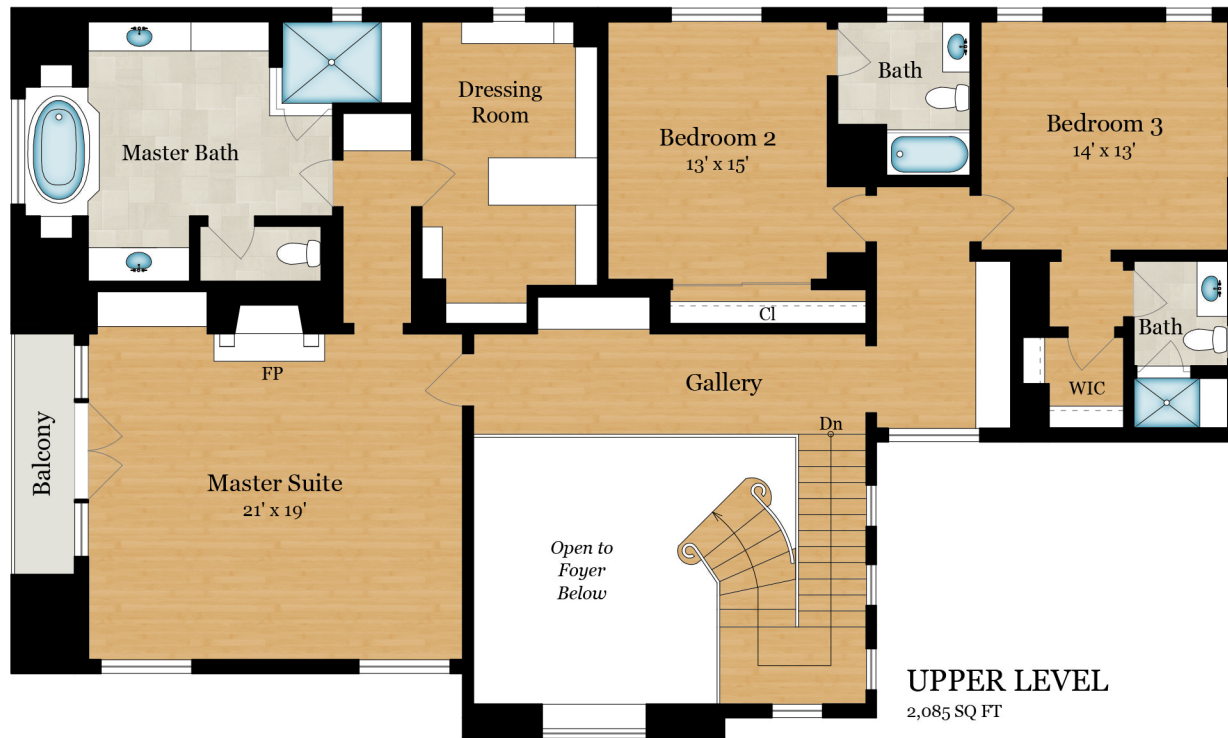 Dressing
Room
Bath
Bedroom 2
13' x 15'
Bedroom 3
14' x 13'
Master Bath
Cl
Bath
FP
Gallery
WIC
Dn
Balcony
Master Suite
21' x 19'
Open to
Foyer
Below
UPPER LEVEL
2,085 SQ FT